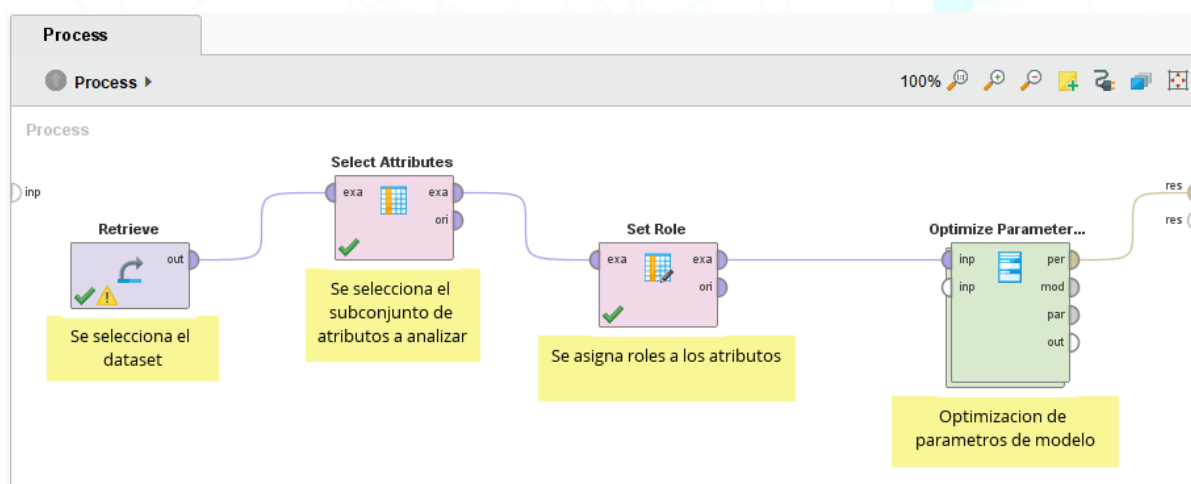 Process
Process
100%
Process
inp
Retrieve
out
Se selecciona el
dataset
Select Attributes
exa
exa
ori
Se selecciona el
subconjunto de
atributos a analizar
Set Role
exa
exa
ori
Se asigna roles a los atributos
Optimize Parameter...
inp
per
inp
mod
par
out
Optimizacion de
parametros de modelo
res
res